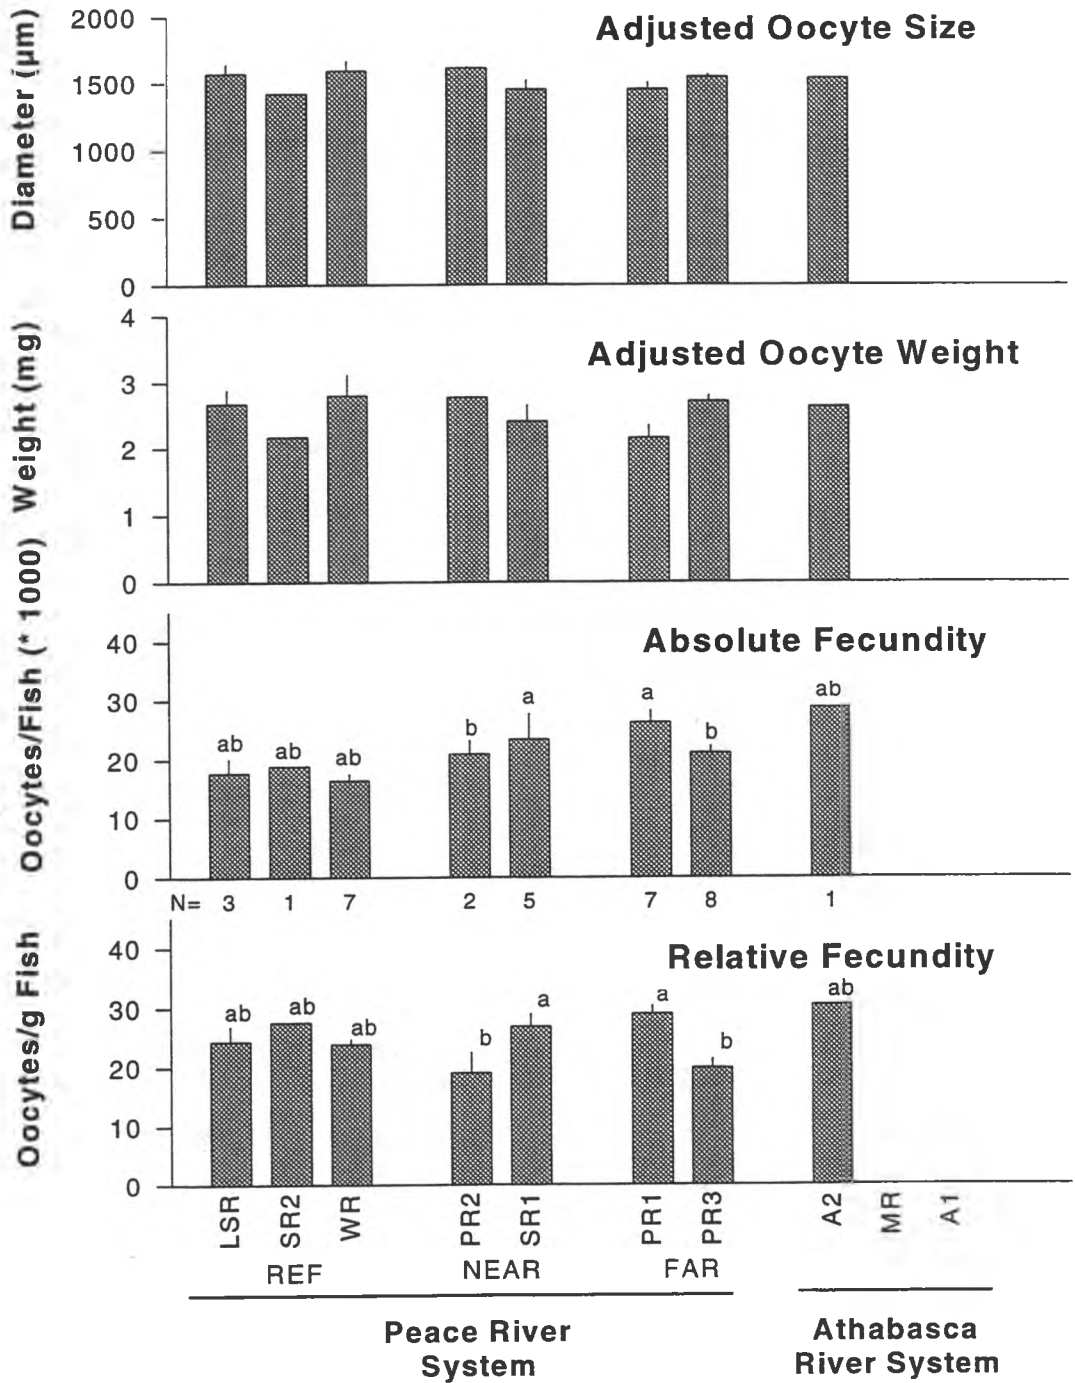 Adjusted Oocyte Size
Diameter (µm)
2000
1500
1000
500
0
Adjusted Oocyte Weight
Weight (mg)
4
3
2
1
0
Absolute Fecundity
Oocytes/Fish (* 1000)
40
30
20
10
0
ab ab ab b a a b ab
N= 3 1 7 2 5 7 8 1
Relative Fecundity
Oocytes/g Fish
40
30
20
10
0
ab ab ab b a a b ab
LSR SR2 WR PR2 SR1 PR1 PR3 A2 MR A1
REF NEAR FAR
Peace River
System
Athabasca
River System